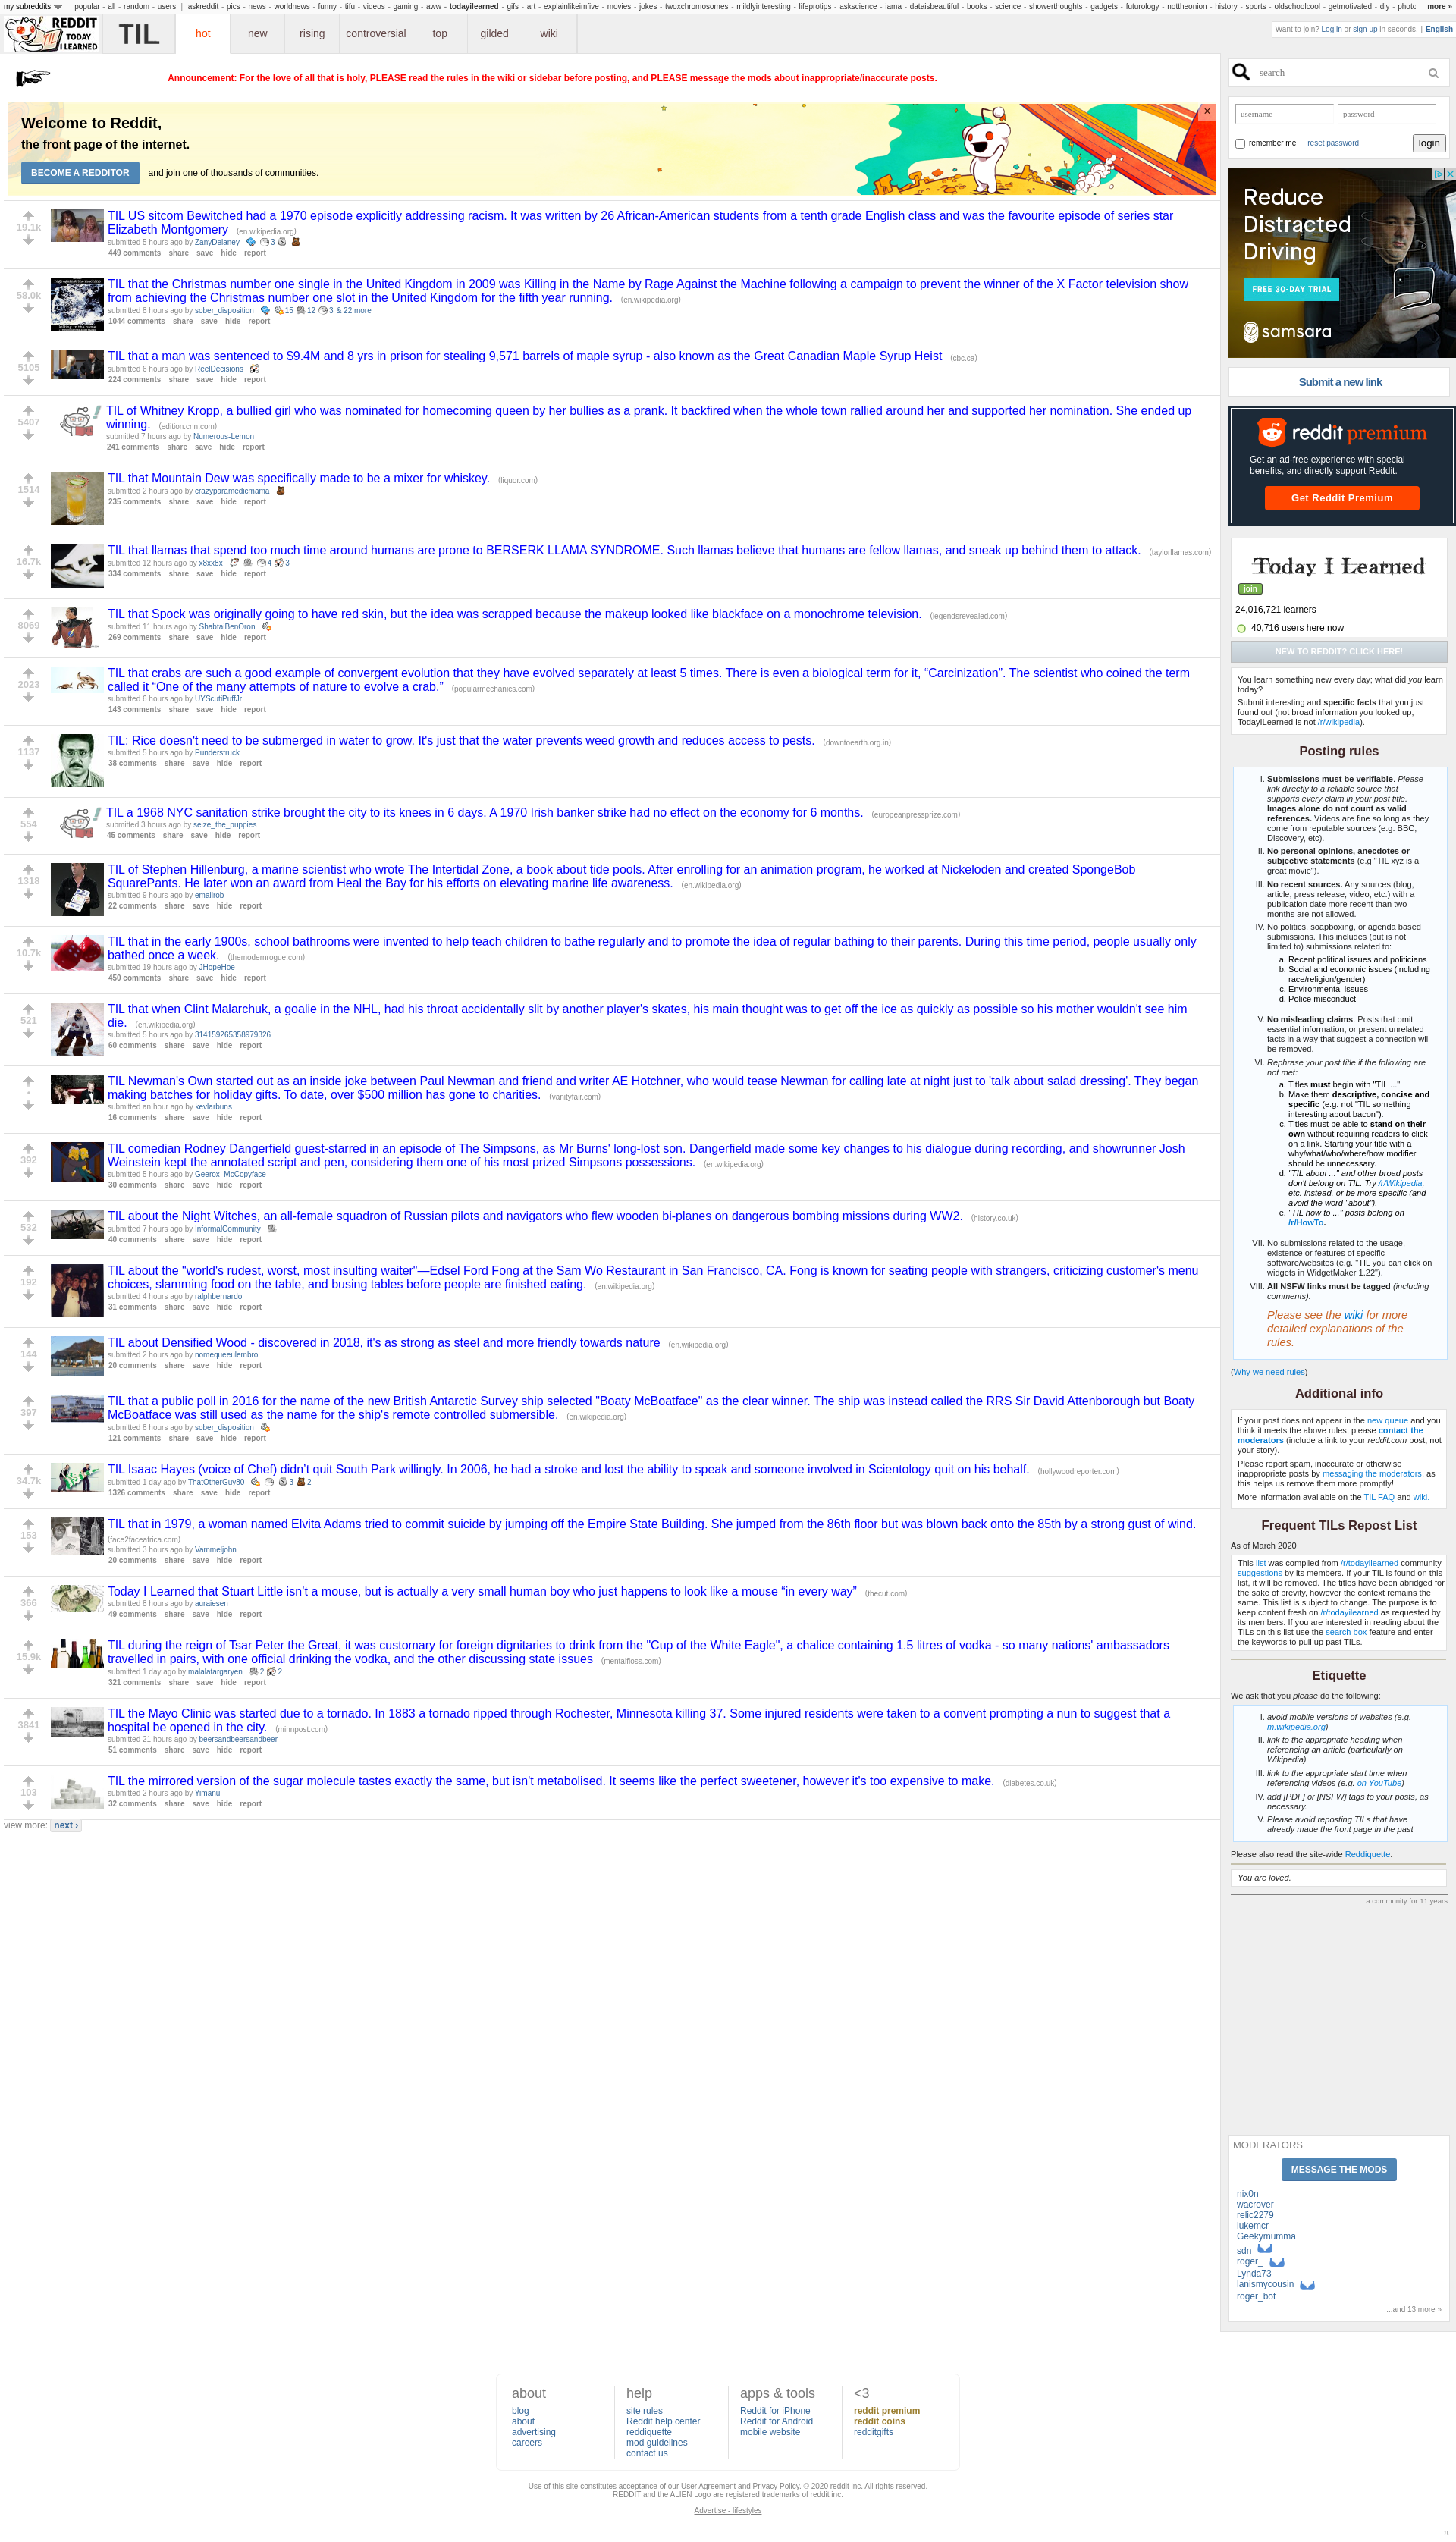 my subreddits popular - all - random - users | askreddit - pics - news - worldnews - funny - tifu - videos - gaming - aww - todayilearned - gifs - art - explainlikeimfive - movies - jokes - twoxchromosomes - mildlyinteresting - lifeprotips - askscience - iama - dataisbeautiful - books - science - showerthoughts - gadgets - futurology - nottheonion - history - sports - oldschoolcool - getmotivated - diy - photc more »
REDDIT TODAY I LEARNED TIL hot new rising controversial top gilded wiki
Want to join? Log in or sign up in seconds. | English
Announcement: For the love of all that is holy, PLEASE read the rules in the wiki or sidebar before posting, and PLEASE message the mods about inappropriate/inaccurate posts.
Welcome to Reddit,
the front page of the internet.
BECOME A REDDITOR and join one of thousands of communities.
×
19.1k
TIL US sitcom Bewitched had a 1970 episode explicitly addressing racism. It was written by 26 African-American students from a tenth grade English class and was the favourite episode of series star
Elizabeth Montgomery (en.wikipedia.org)
submitted 5 hours ago by ZanyDelaney 3
449 comments share save hide report
58.0k
TIL that the Christmas number one single in the United Kingdom in 2009 was Killing in the Name by Rage Against the Machine following a campaign to prevent the winner of the X Factor television show
from achieving the Christmas number one slot in the United Kingdom for the fifth year running. (en.wikipedia.org)
submitted 8 hours ago by sober_disposition 15 12 3 & 22 more
1044 comments share save hide report
5105
TIL that a man was sentenced to $9.4M and 8 yrs in prison for stealing 9,571 barrels of maple syrup - also known as the Great Canadian Maple Syrup Heist (cbc.ca)
submitted 6 hours ago by ReelDecisions
224 comments share save hide report
5407
TIL of Whitney Kropp, a bullied girl who was nominated for homecoming queen by her bullies as a prank. It backfired when the whole town rallied around her and supported her nomination. She ended up
winning. (edition.cnn.com)
submitted 7 hours ago by Numerous-Lemon
241 comments share save hide report
1514
TIL that Mountain Dew was specifically made to be a mixer for whiskey. (liquor.com)
submitted 2 hours ago by crazyparamedicmama
235 comments share save hide report
16.7k
TIL that llamas that spend too much time around humans are prone to BERSERK LLAMA SYNDROME. Such llamas believe that humans are fellow llamas, and sneak up behind them to attack. (taylorllamas.com)
submitted 12 hours ago by x8xx8x 4 3
334 comments share save hide report
8069
TIL that Spock was originally going to have red skin, but the idea was scrapped because the makeup looked like blackface on a monochrome television. (legendsrevealed.com)
submitted 11 hours ago by ShabtaiBenOron
269 comments share save hide report
2023
TIL that crabs are such a good example of convergent evolution that they have evolved separately at least 5 times. There is even a biological term for it, “Carcinization”. The scientist who coined the term
called it “One of the many attempts of nature to evolve a crab.” (popularmechanics.com)
submitted 6 hours ago by UYScutiPuffJr
143 comments share save hide report
1137
TIL: Rice doesn't need to be submerged in water to grow. It's just that the water prevents weed growth and reduces access to pests. (downtoearth.org.in)
submitted 5 hours ago by Punderstruck
38 comments share save hide report
554
TIL a 1968 NYC sanitation strike brought the city to its knees in 6 days. A 1970 Irish banker strike had no effect on the economy for 6 months. (europeanpressprize.com)
submitted 3 hours ago by seize_the_puppies
45 comments share save hide report
1318
TIL of Stephen Hillenburg, a marine scientist who wrote The Intertidal Zone, a book about tide pools. After enrolling for an animation program, he worked at Nickeloden and created SpongeBob
SquarePants. He later won an award from Heal the Bay for his efforts on elevating marine life awareness. (en.wikipedia.org)
submitted 9 hours ago by emailrob
22 comments share save hide report
10.7k
TIL that in the early 1900s, school bathrooms were invented to help teach children to bathe regularly and to promote the idea of regular bathing to their parents. During this time period, people usually only
bathed once a week. (themodernrogue.com)
submitted 19 hours ago by JHopeHoe
450 comments share save hide report
521
TIL that when Clint Malarchuk, a goalie in the NHL, had his throat accidentally slit by another player's skates, his main thought was to get off the ice as quickly as possible so his mother wouldn't see him
die. (en.wikipedia.org)
submitted 5 hours ago by 314159265358979326
60 comments share save hide report
•
TIL Newman's Own started out as an inside joke between Paul Newman and friend and writer AE Hotchner, who would tease Newman for calling late at night just to 'talk about salad dressing'. They began
making batches for holiday gifts. To date, over $500 million has gone to charities. (vanityfair.com)
submitted an hour ago by kevlarbuns
16 comments share save hide report
392
TIL comedian Rodney Dangerfield guest-starred in an episode of The Simpsons, as Mr Burns' long-lost son. Dangerfield made some key changes to his dialogue during recording, and showrunner Josh
Weinstein kept the annotated script and pen, considering them one of his most prized Simpsons possessions. (en.wikipedia.org)
submitted 5 hours ago by Geerox_McCopyface
30 comments share save hide report
532
TIL about the Night Witches, an all-female squadron of Russian pilots and navigators who flew wooden bi-planes on dangerous bombing missions during WW2. (history.co.uk)
submitted 7 hours ago by InformalCommunity
40 comments share save hide report
192
TIL about the "world's rudest, worst, most insulting waiter"—Edsel Ford Fong at the Sam Wo Restaurant in San Francisco, CA. Fong is known for seating people with strangers, criticizing customer's menu
choices, slamming food on the table, and busing tables before people are finished eating. (en.wikipedia.org)
submitted 4 hours ago by ralphbernardo
31 comments share save hide report
144
TIL about Densified Wood - discovered in 2018, it's as strong as steel and more friendly towards nature (en.wikipedia.org)
submitted 2 hours ago by nomequeeulembro
20 comments share save hide report
397
TIL that a public poll in 2016 for the name of the new British Antarctic Survey ship selected "Boaty McBoatface" as the clear winner. The ship was instead called the RRS Sir David Attenborough but Boaty
McBoatface was still used as the name for the ship's remote controlled submersible. (en.wikipedia.org)
submitted 8 hours ago by sober_disposition
121 comments share save hide report
34.7k
TIL Isaac Hayes (voice of Chef) didn’t quit South Park willingly. In 2006, he had a stroke and lost the ability to speak and someone involved in Scientology quit on his behalf. (hollywoodreporter.com)
submitted 1 day ago by ThatOtherGuy80 3 2
1326 comments share save hide report
153
TIL that in 1979, a woman named Elvita Adams tried to commit suicide by jumping off the Empire State Building. She jumped from the 86th floor but was blown back onto the 85th by a strong gust of wind.
(face2faceafrica.com)
submitted 3 hours ago by Vammeljohn
20 comments share save hide report
366
Today I Learned that Stuart Little isn’t a mouse, but is actually a very small human boy who just happens to look like a mouse “in every way” (thecut.com)
submitted 8 hours ago by auraiesen
49 comments share save hide report
15.9k
TIL during the reign of Tsar Peter the Great, it was customary for foreign dignitaries to drink from the "Cup of the White Eagle", a chalice containing 1.5 litres of vodka - so many nations' ambassadors
travelled in pairs, with one official drinking the vodka, and the other discussing state issues (mentalfloss.com)
submitted 1 day ago by malalatargaryen 2 2
321 comments share save hide report
3841
TIL the Mayo Clinic was started due to a tornado. In 1883 a tornado ripped through Rochester, Minnesota killing 37. Some injured residents were taken to a convent prompting a nun to suggest that a
hospital be opened in the city. (minnpost.com)
submitted 21 hours ago by beersandbeersandbeer
51 comments share save hide report
103
TIL the mirrored version of the sugar molecule tastes exactly the same, but isn't metabolised. It seems like the perfect sweetener, however it's too expensive to make. (diabetes.co.uk)
submitted 2 hours ago by Yimanu
32 comments share save hide report
view more: next ›
search
username password
remember me reset password login
Reduce
Distracted
Driving
FREE 30-DAY TRIAL
samsara
Submit a new link
reddit premium
Get an ad-free experience with special
benefits, and directly support Reddit.
Get Reddit Premium
Today I Learned
join
24,016,721 learners
40,716 users here now
NEW TO REDDIT? CLICK HERE!
You learn something new every day; what did you learn
today?
Submit interesting and specific facts that you just
found out (not broad information you looked up,
TodayILearned is not /r/wikipedia).
Posting rules
I. Submissions must be verifiable. Please
link directly to a reliable source that
supports every claim in your post title.
Images alone do not count as valid
references. Videos are fine so long as they
come from reputable sources (e.g. BBC,
Discovery, etc).
II. No personal opinions, anecdotes or
subjective statements (e.g "TIL xyz is a
great movie").
III. No recent sources. Any sources (blog,
article, press release, video, etc.) with a
publication date more recent than two
months are not allowed.
IV. No politics, soapboxing, or agenda based
submissions. This includes (but is not
limited to) submissions related to:
a. Recent political issues and politicians
b. Social and economic issues (including
race/religion/gender)
c. Environmental issues
d. Police misconduct
V. No misleading claims. Posts that omit
essential information, or present unrelated
facts in a way that suggest a connection will
be removed.
VI. Rephrase your post title if the following are
not met:
a. Titles must begin with "TIL ..."
b. Make them descriptive, concise and
specific (e.g. not "TIL something
interesting about bacon").
c. Titles must be able to stand on their
own without requiring readers to click
on a link. Starting your title with a
why/what/who/where/how modifier
should be unnecessary.
d. "TIL about ..." and other broad posts
don't belong on TIL. Try /r/Wikipedia,
etc. instead, or be more specific (and
avoid the word "about").
e. "TIL how to ..." posts belong on
/r/HowTo.
VII. No submissions related to the usage,
existence or features of specific
software/websites (e.g. "TIL you can click on
widgets in WidgetMaker 1.22").
VIII. All NSFW links must be tagged (including
comments).
Please see the wiki for more
detailed explanations of the
rules.
(Why we need rules)
Additional info
If your post does not appear in the new queue and you
think it meets the above rules, please contact the
moderators (include a link to your reddit.com post, not
your story).
Please report spam, inaccurate or otherwise
inappropriate posts by messaging the moderators, as
this helps us remove them more promptly!
More information available on the TIL FAQ and wiki.
Frequent TILs Repost List
As of March 2020
This list was compiled from /r/todayilearned community
suggestions by its members. If your TIL is found on this
list, it will be removed. The titles have been abridged for
the sake of brevity, however the context remains the
same. This list is subject to change. The purpose is to
keep content fresh on /r/todayilearned as requested by
its members. If you are interested in reading about the
TILs on this list use the search box feature and enter
the keywords to pull up past TILs.
Etiquette
We ask that you please do the following:
I. avoid mobile versions of websites (e.g.
m.wikipedia.org)
II. link to the appropriate heading when
referencing an article (particularly on
Wikipedia)
III. link to the appropriate start time when
referencing videos (e.g. on YouTube)
IV. add [PDF] or [NSFW] tags to your posts, as
necessary.
V. Please avoid reposting TILs that have
already made the front page in the past
Please also read the site-wide Reddiquette.
You are loved.
a community for 11 years
MODERATORS
MESSAGE THE MODS
nix0n
wacrover
relic2279
lukemcr
Geekymumma
sdn
roger_
Lynda73
lanismycousin
roger_bot
...and 13 more »
about
blog
about
advertising
careers
help
site rules
Reddit help center
reddiquette
mod guidelines
contact us
apps & tools
Reddit for iPhone
Reddit for Android
mobile website
<3
reddit premium
reddit coins
redditgifts
Use of this site constitutes acceptance of our User Agreement and Privacy Policy. © 2020 reddit inc. All rights reserved.
REDDIT and the ALIEN Logo are registered trademarks of reddit inc.
Advertise - lifestyles
π